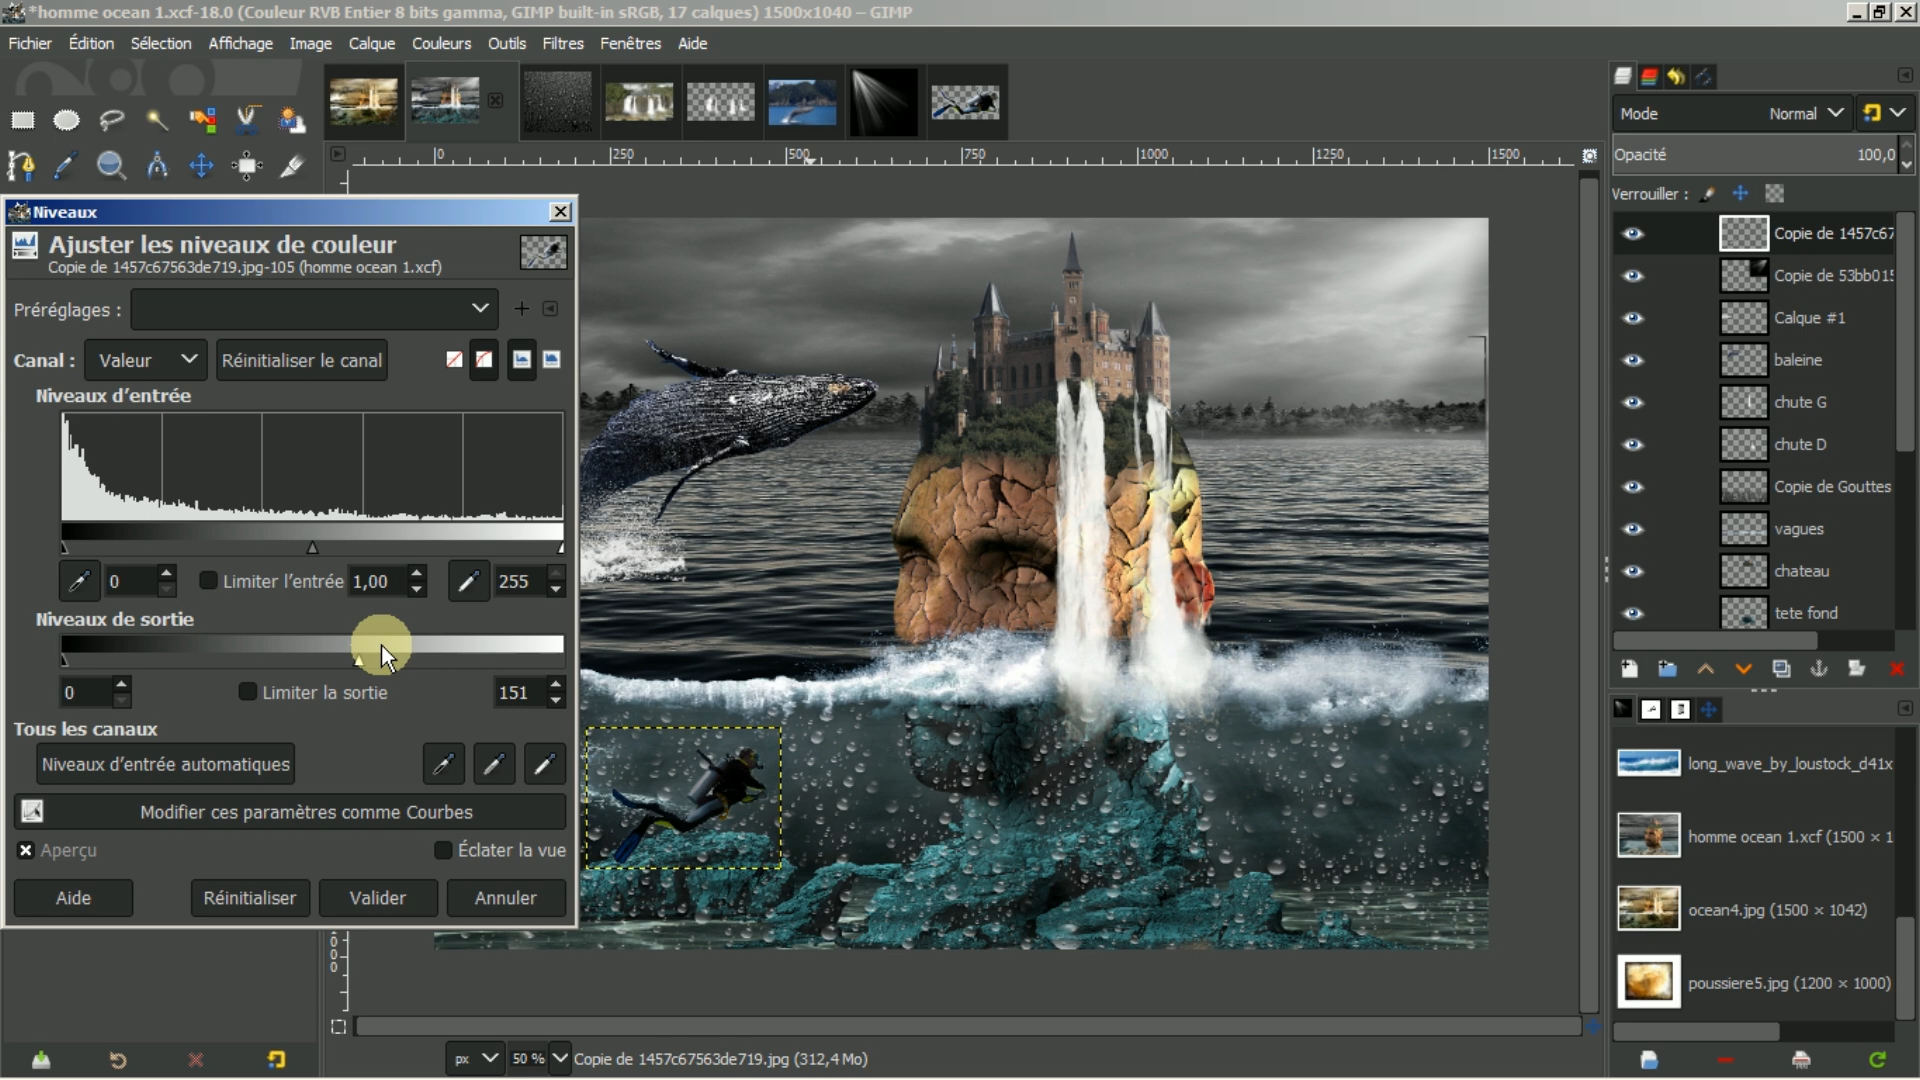 *homme ocean 1.xcf-18.0 (Couleur RVB Entier 8 bits gamma, GIMP built-in sRGB, 17 calques) 1500x1040 – GIMP
Fichier Édition Sélection Affichage Image Calque Couleurs Outils Filtres Fenêtres Aide
0 250 500 750 1000 1250 1500
Niveaux
Ajuster les niveaux de couleur
Copie de 1457c67563de719.jpg-105 (homme ocean 1.xcf)
Préréglages :
Canal : Valeur Réinitialiser le canal
Niveaux d'entrée
0 Limiter l'entrée 1,00 255
Niveaux de sortie
0 Limiter la sortie 151
Tous les canaux
Niveaux d'entrée automatiques
Modifier ces paramètres comme Courbes
Aperçu Éclater la vue
Aide Réinitialiser Valider Annuler
0
0
0
px 50 % Copie de 1457c67563de719.jpg (312,4 Mo)
Mode Normal
Opacité 100,0
Verrouiller :
Copie de 1457c67
Copie de 53bb015
Calque #1
baleine
chute G
chute D
Copie de Gouttes
vagues
chateau
tete fond
long_wave_by_loustock_d41x
homme ocean 1.xcf (1500 × 1
ocean4.jpg (1500 × 1042)
poussiere5.jpg (1200 × 1000)